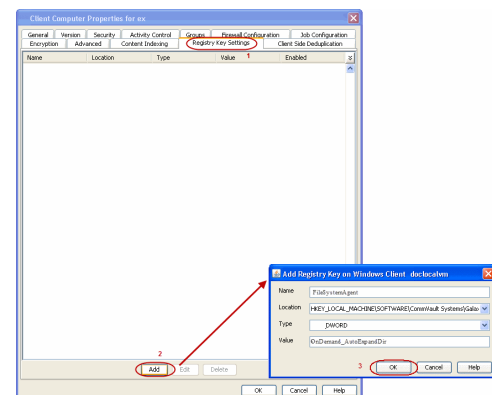 Client Computer Properties for ex
General Version Security Activity Control Groups Firewall Configuration Job Configuration
Encryption Advanced Content Indexing Registry Key Settings Client Side Deduplication
Name Location Type Value 1 Enabled
Add Registry Key on Windows Client doclocalvm
Name FileSystemAgent
Location HKEY_LOCAL_MACHINE\SOFTWARE\CommVault Systems\Galax
Type DWORD
Value OnDemand_AutoExpandDir
2
3 OK Cancel Help
Add Edit Delete
OK Cancel Help